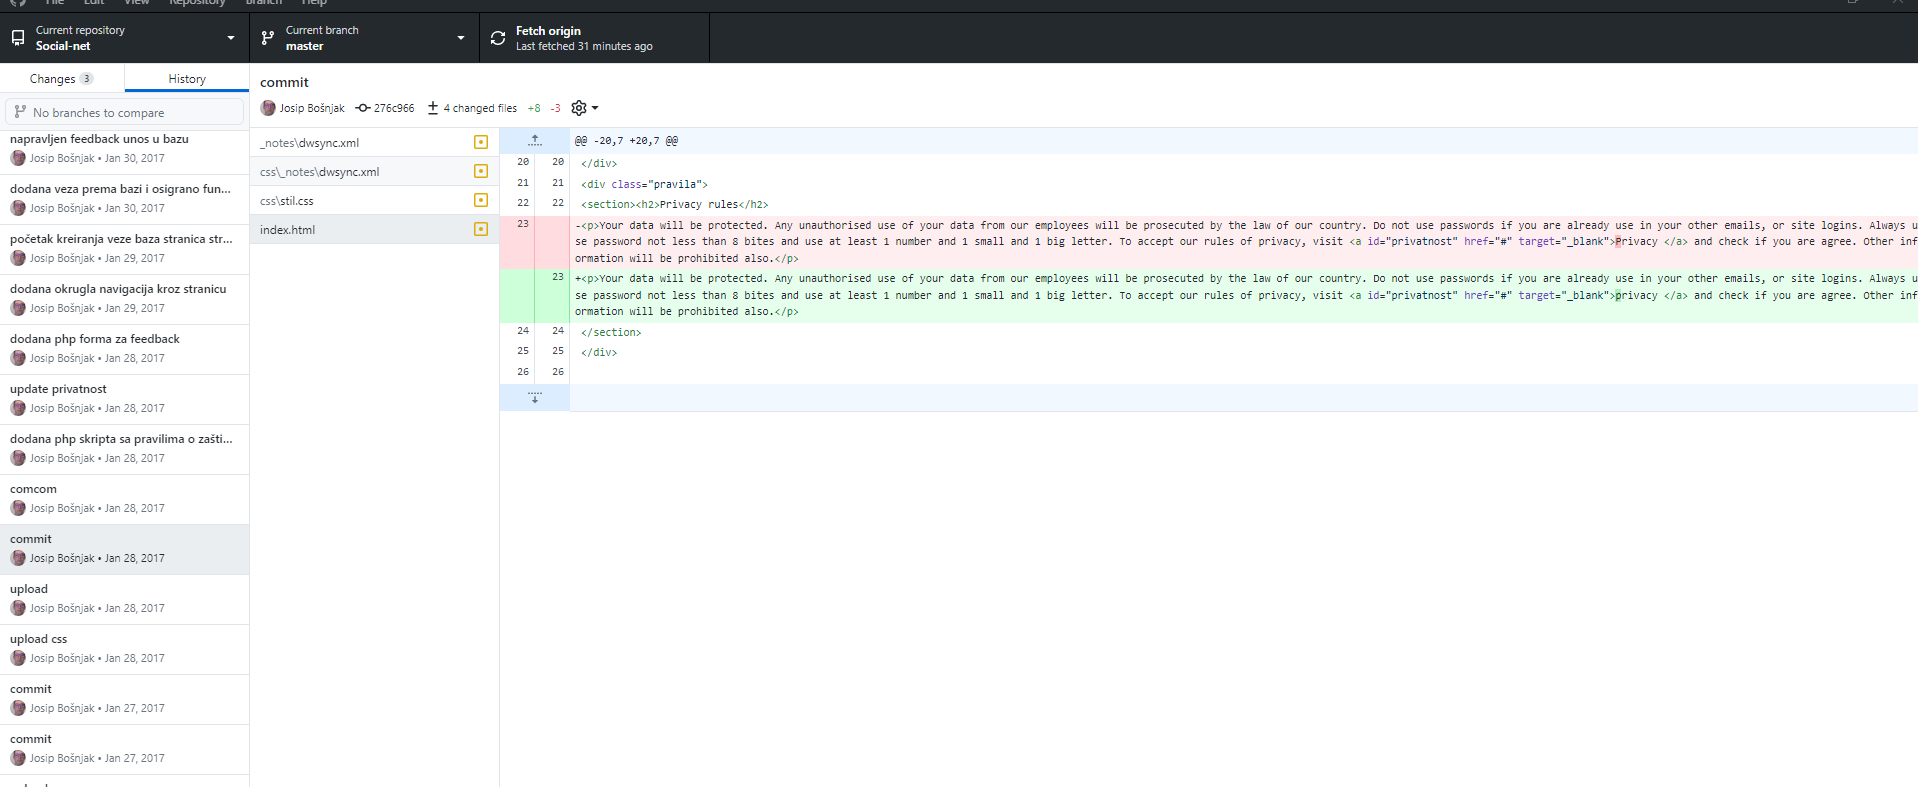 File Edit View Repository Branch Help
Current repository
Social-net
Current branch
master
Fetch origin
Last fetched 31 minutes ago
Changes 3
History
No branches to compare
napravljen feedback unos u bazu
Josip Bošnjak • Jan 30, 2017
dodana veza prema bazi i osigrano fun...
Josip Bošnjak • Jan 30, 2017
početak kreiranja veze baza stranica str...
Josip Bošnjak • Jan 29, 2017
dodana okrugla navigacija kroz stranicu
Josip Bošnjak • Jan 29, 2017
dodana php forma za feedback
Josip Bošnjak • Jan 28, 2017
update privatnost
Josip Bošnjak • Jan 28, 2017
dodana php skripta sa pravilima o zašti...
Josip Bošnjak • Jan 28, 2017
comcom
Josip Bošnjak • Jan 28, 2017
commit
Josip Bošnjak • Jan 28, 2017
upload
Josip Bošnjak • Jan 28, 2017
upload css
Josip Bošnjak • Jan 28, 2017
commit
Josip Bošnjak • Jan 27, 2017
commit
Josip Bošnjak • Jan 27, 2017
commit
Josip Bošnjak 276c966 4 changed files +8 -3
_notes\dwsync.xml
css\_notes\dwsync.xml
css\stil.css
index.html
@@ -20,7 +20,7 @@
20 20 </div>
21 21 <div class="pravila">
22 22 <section><h2>Privacy rules</h2>
23 -<p>Your data will be protected. Any unauthorised use of your data from our employees will be prosecuted by the law of our country. Do not use passwords if you are already use in your other emails, or site logins. Always u
se password not less than 8 bites and use at least 1 number and 1 small and 1 big letter. To accept our rules of privacy, visit <a id="privatnost" href="#" target="_blank">Privacy </a> and check if you are agree. Other inf
ormation will be prohibited also.</p>
23 +<p>Your data will be protected. Any unauthorised use of your data from our employees will be prosecuted by the law of our country. Do not use passwords if you are already use in your other emails, or site logins. Always u
se password not less than 8 bites and use at least 1 number and 1 small and 1 big letter. To accept our rules of privacy, visit <a id="privatnost" href="#" target="_blank">privacy </a> and check if you are agree. Other inf
ormation will be prohibited also.</p>
24 24 </section>
25 25 </div>
26 26